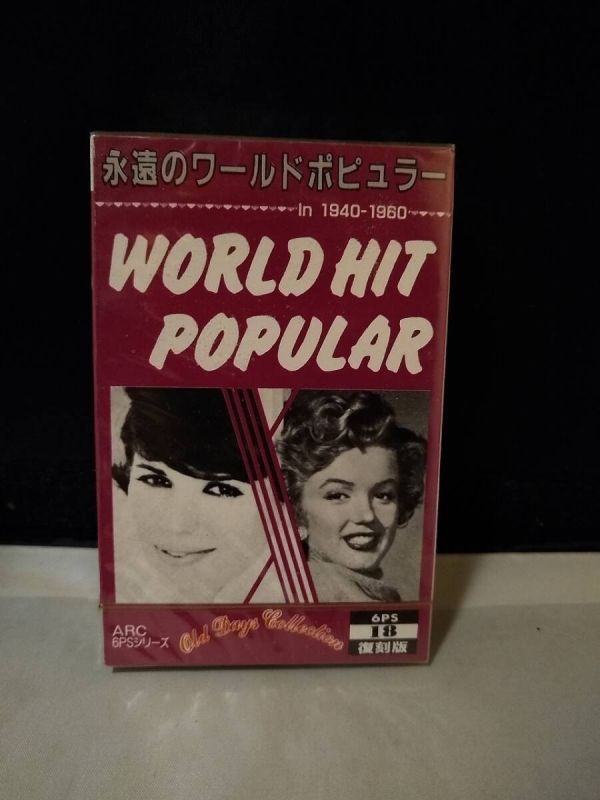 永遠のワールドポピュラー
In 1940-1960
WORLD HIT
POPULAR
ARC
6PSシリーズ
Old Days Collection
6PS
18
復刻版